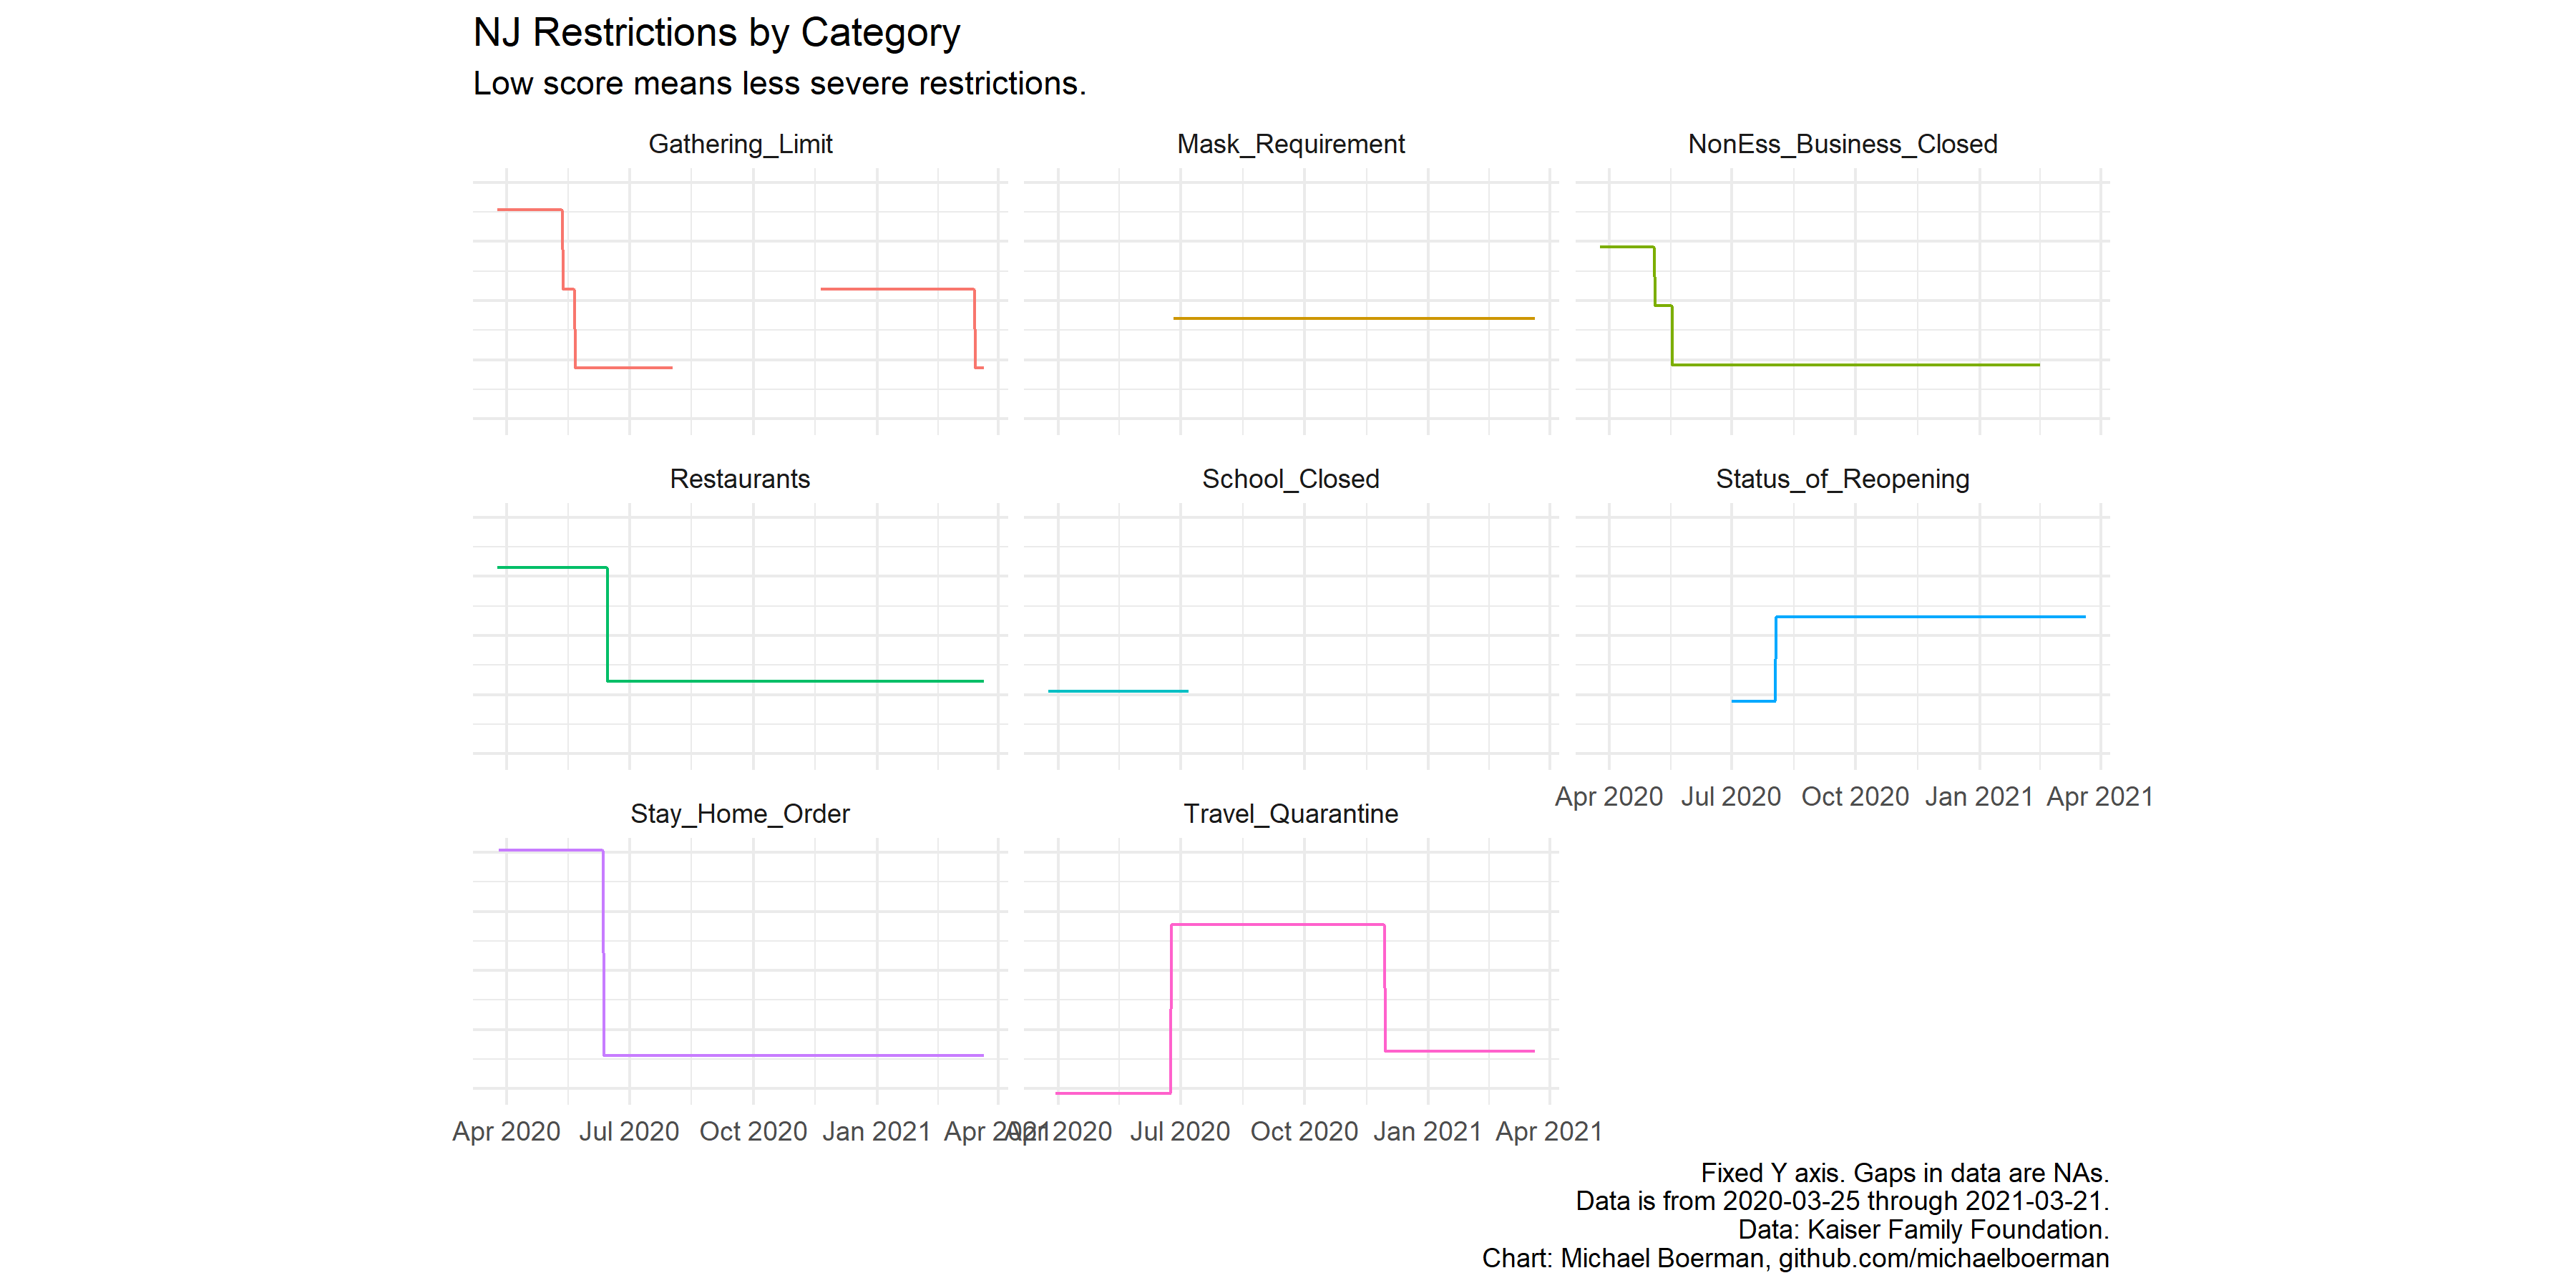 NJ Restrictions by Category
Low score means less severe restrictions.
Gathering_Limit
Mask_Requirement
NonEss_Business_Closed
Restaurants
School_Closed
Status_of_Reopening
Apr 2020 Jul 2020 Oct 2020 Jan 2021 Apr 2021
Stay_Home_Order
Travel_Quarantine
Apr 2020 Jul 2020 Oct 2020 Jan 2021 Apr 2021
Apr 2020 Jul 2020 Oct 2020 Jan 2021 Apr 2021
Fixed Y axis. Gaps in data are NAs.
Data is from 2020-03-25 through 2021-03-21.
Data: Kaiser Family Foundation.
Chart: Michael Boerman, github.com/michaelboerman